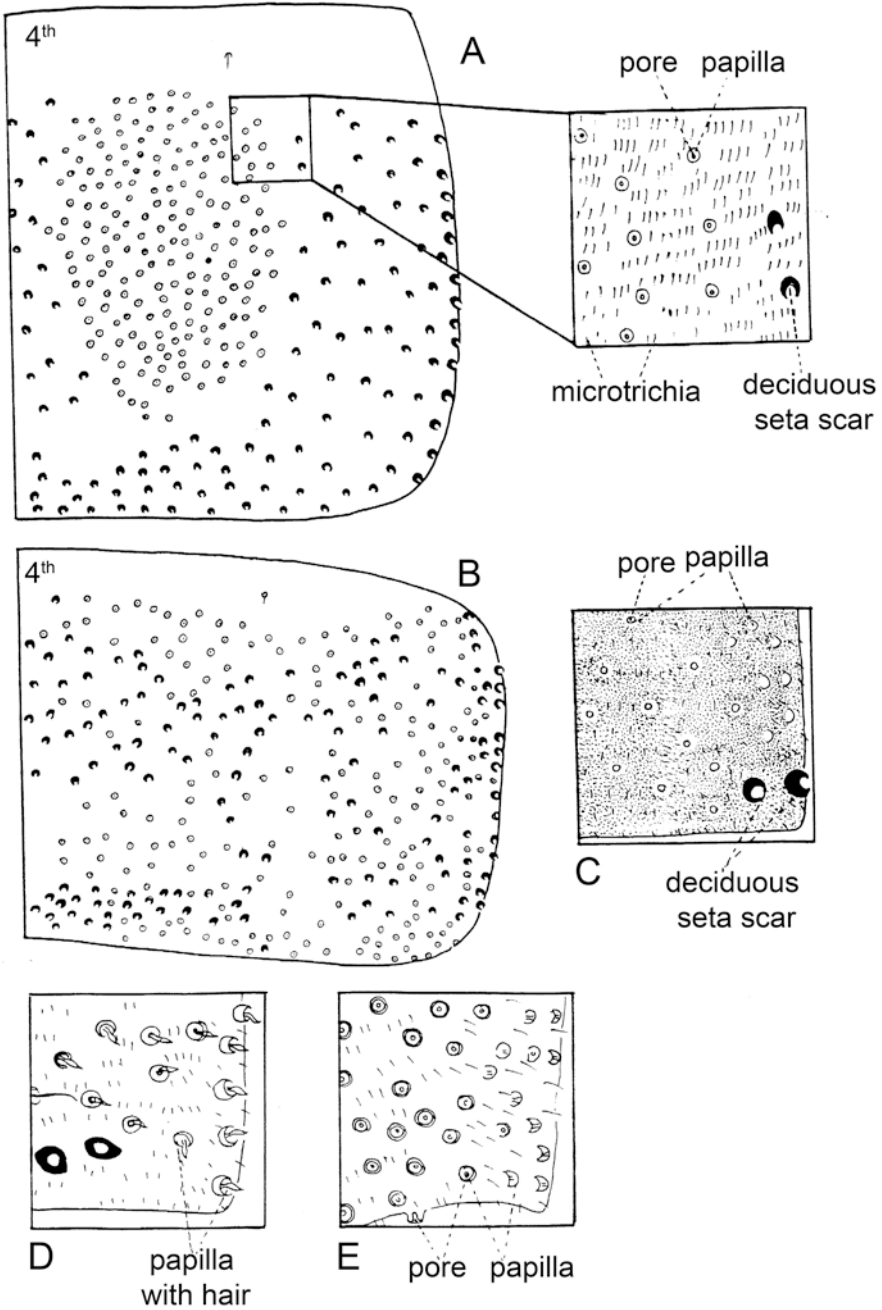 4th
A
pore papilla
microtrichia
deciduous
seta scar
4th
B
pore papilla
C
deciduous
seta scar
D
papilla
with hair
E
pore papilla